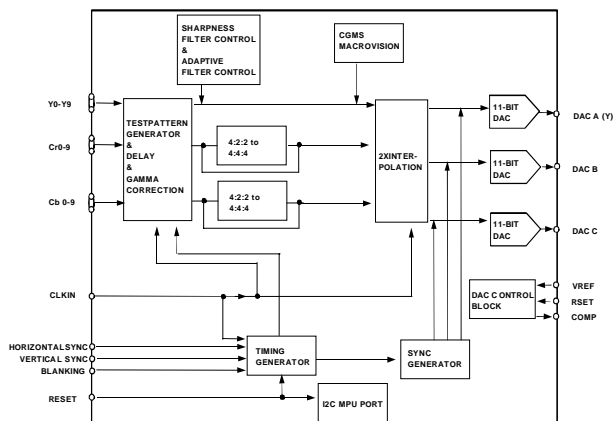 SHARPNESS
FILTER CONTROL
&
ADAPTIVE
FILTER CONTROL
CGMS
MACROVISION
Y0-Y9
Cr0-9
Cb 0-9
TESTPATTERN
GENERATOR
&
DELAY
&
GAMMA
CORRECTION
4:2:2 to
4:4:4
4:2:2 to
4:4:4
2XINTER-
POLATION
11-BIT
DAC
DAC A (Y)
11-BIT
DAC
DAC B
11-BIT
DAC
DAC C
CLKIN
DAC CONTROL
BLOCK
VREF
RSET
COMP
HORIZONTALSYNC
VERTICAL SYNC
BLANKING
TIMING
GENERATOR
SYNC
GENERATOR
RESET
I2C MPU PORT